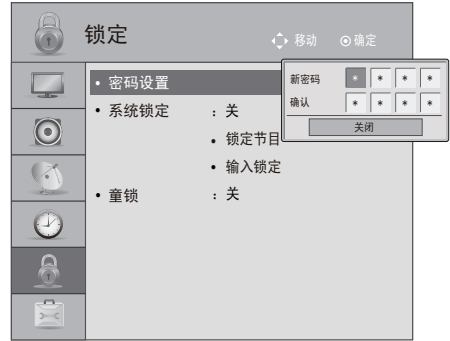 锁定
移动 确定
• 密码设置
• 系统锁定 ：关
• 锁定节目
• 输入锁定
• 童锁 ：关
新密码 * * * *
确认 * * * *
关闭